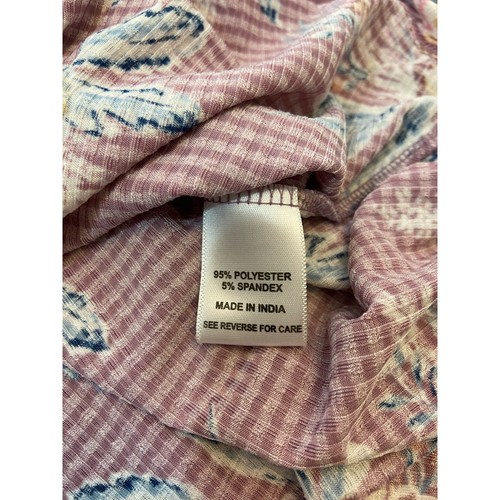 95% POLYESTER
5% SPANDEX
MADE IN INDIA
SEE REVERSE FOR CARE